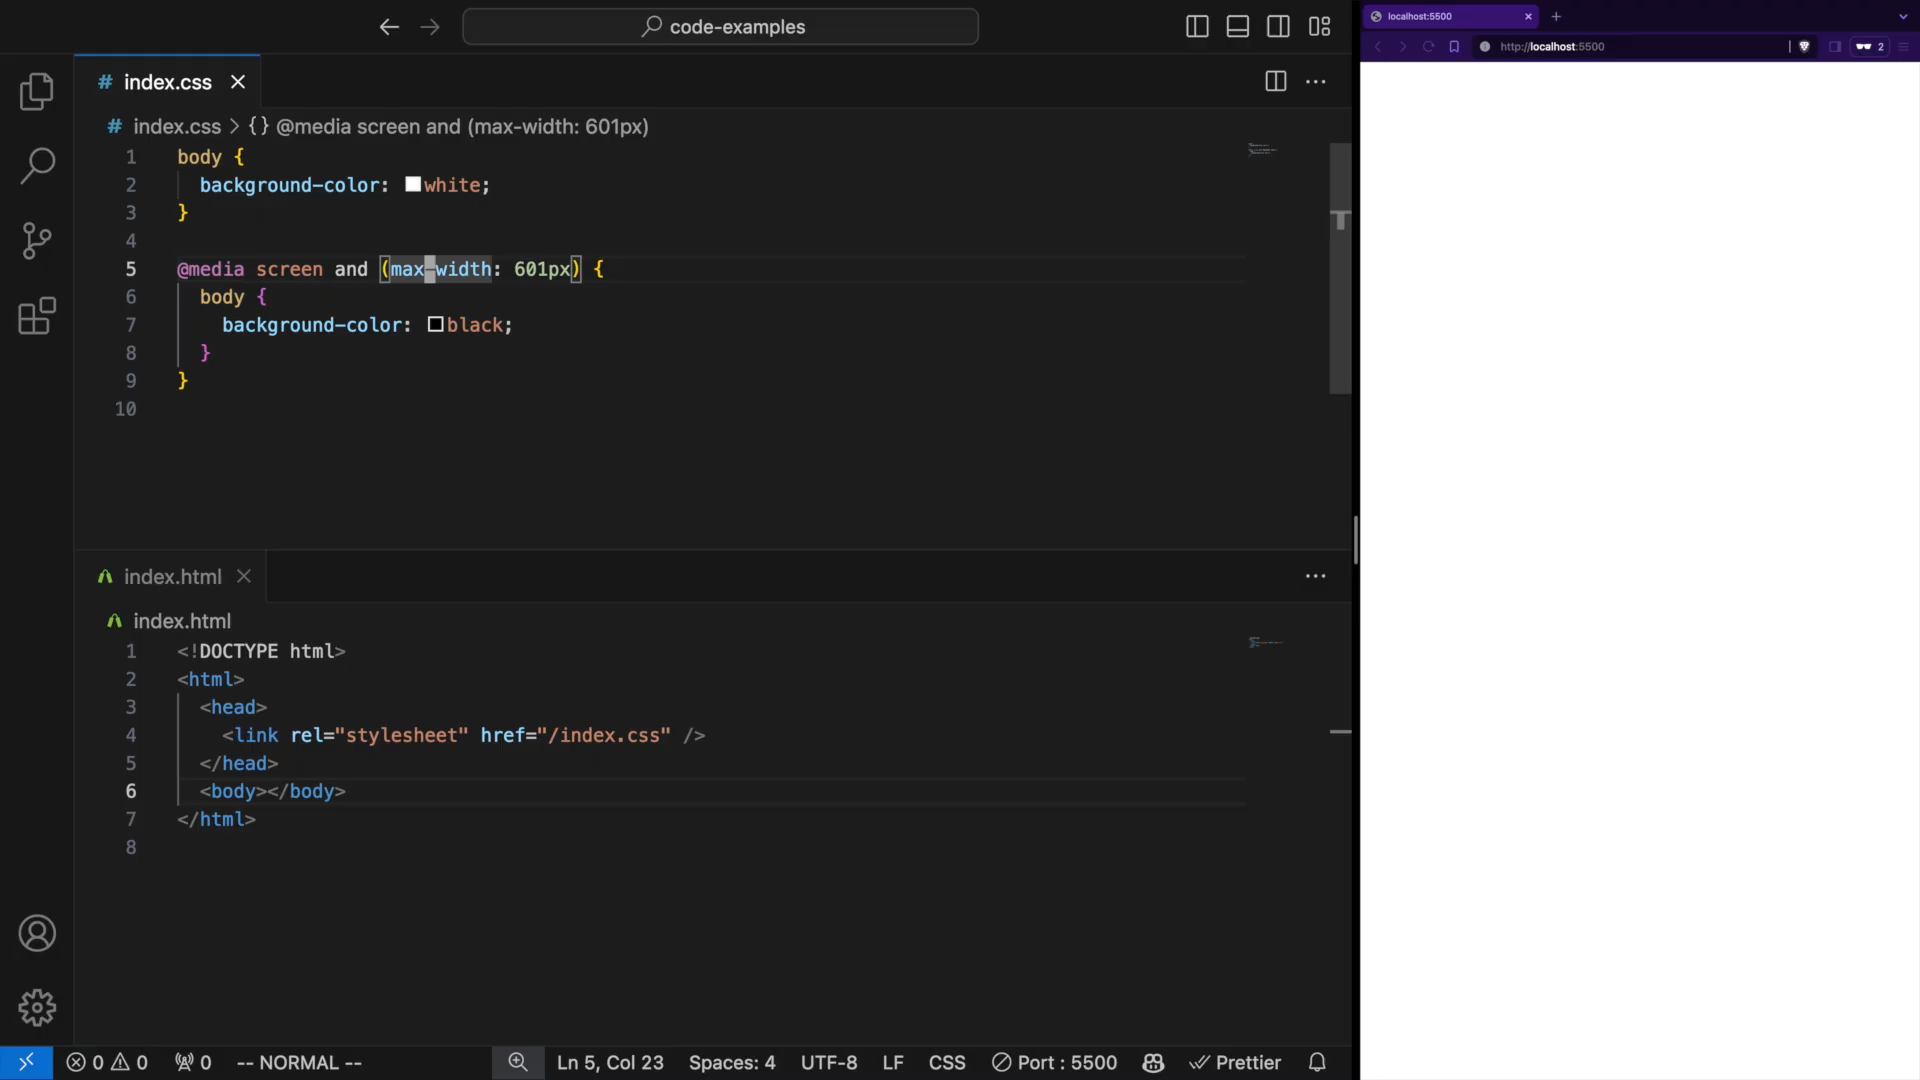 code-examples
# index.css
# index.css > {} @media screen and (max-width: 601px)
1 body {
2 background-color: white;
3 }
4
5 @media screen and (max-width: 601px) {
6 body {
7 background-color: black;
8 }
9 }
10
index.html
index.html
1 <!DOCTYPE html>
2 <html>
3 <head>
4 <link rel="stylesheet" href="/index.css" />
5 </head>
6 <body></body>
7 </html>
8
0 0 0 -- NORMAL -- Ln 5, Col 23 Spaces: 4 UTF-8 LF CSS Port : 5500 Prettier
localhost:5500
http://localhost:5500 2